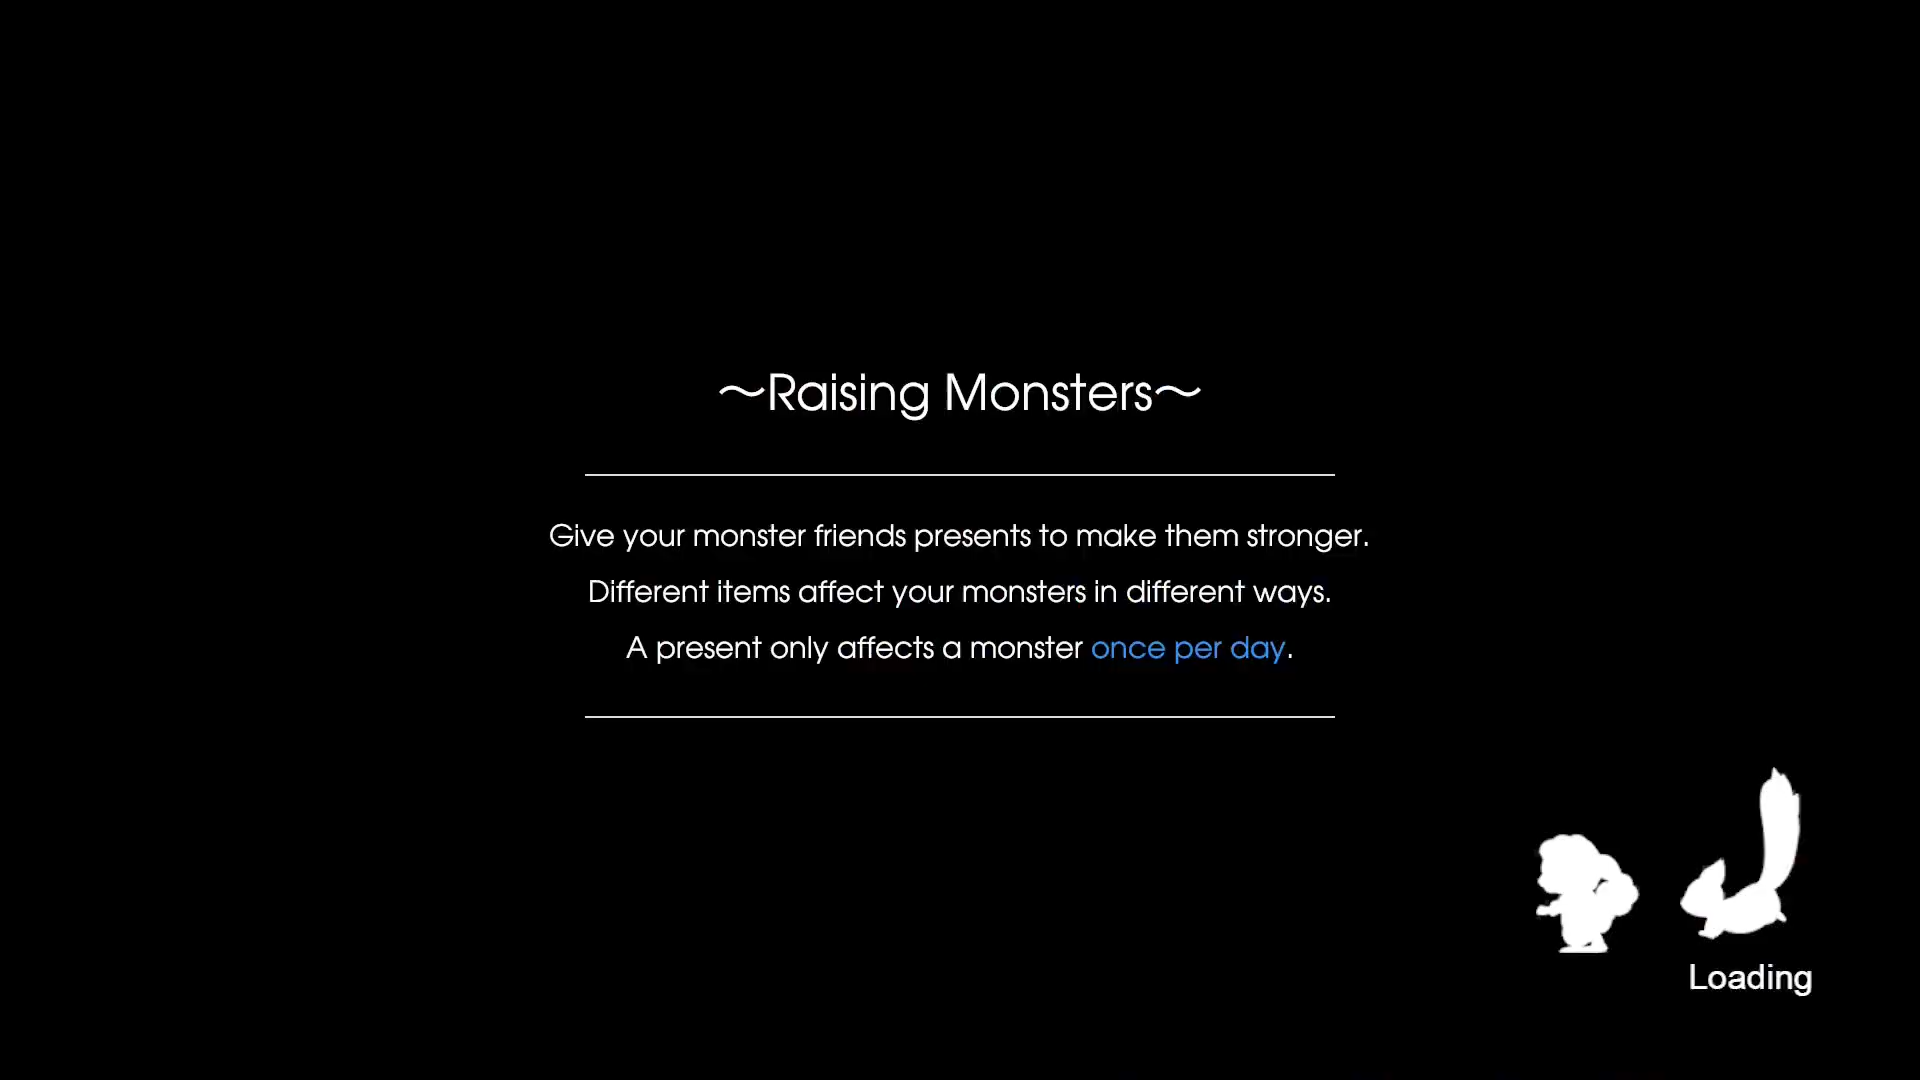 〜Raising Monsters〜
Give your monster friends presents to make them stronger.
Different items affect your monsters in different ways.
A present only affects a monster once per day.
Loading